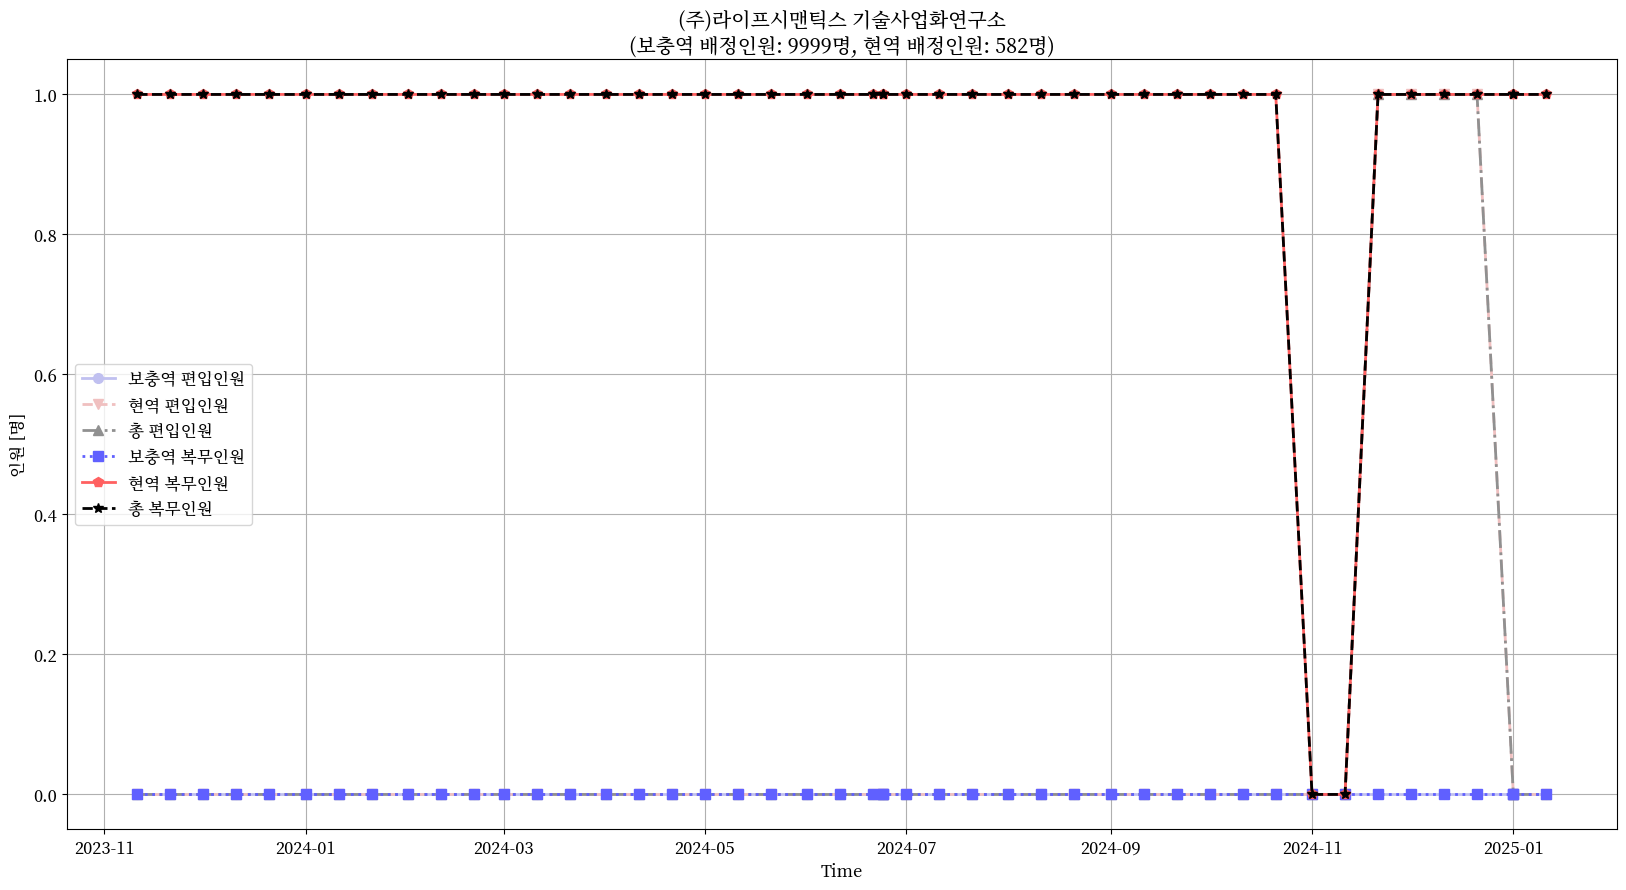 (주)라이프시맨틱스 기술사업화연구소
(보충역 배정인원: 9999명, 현역 배정인원: 582명)
1.0
0.8
0.6
0.4
0.2
0.0
인원 [명]
보충역 편입인원
현역 편입인원
총 편입인원
보충역 복무인원
현역 복무인원
총 복무인원
2023-11
2024-01
2024-03
2024-05
2024-07
2024-09
2024-11
2025-01
Time